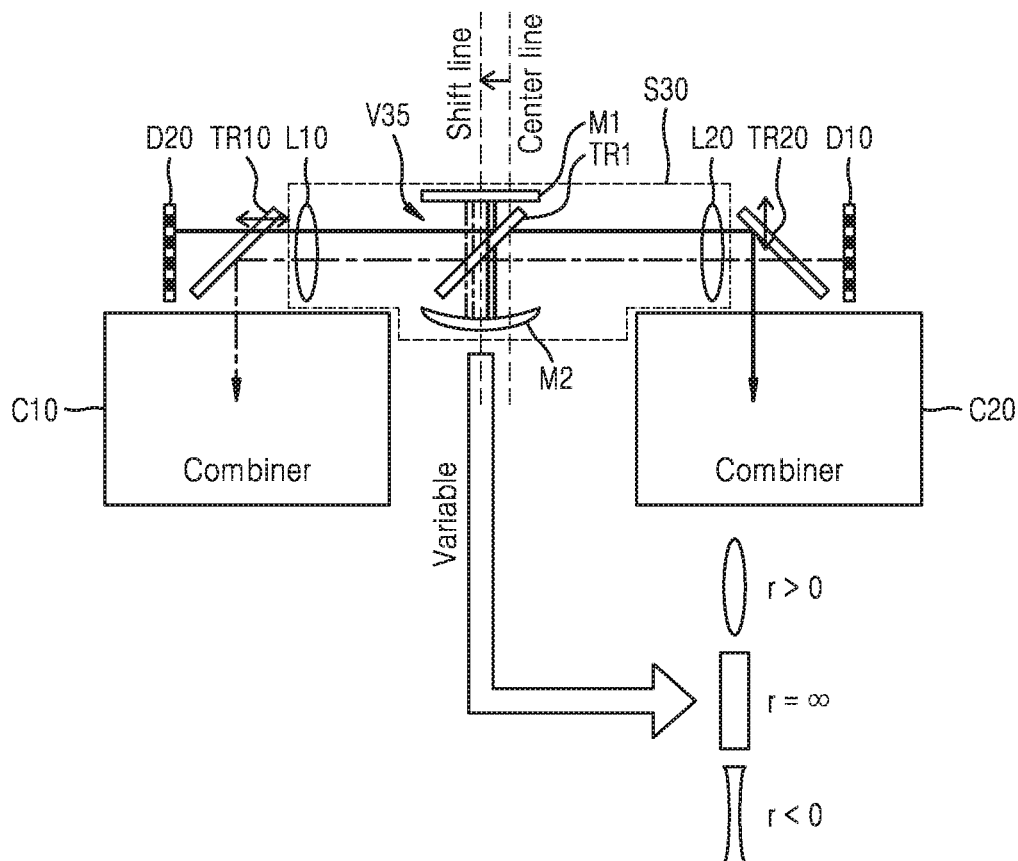 Shift line
Center line
S30
V35
M1
TR1
D20
TR10
L10
L20
TR20
D10
M2
C10
C20
Combiner
Combiner
Variable
r > 0
r = ∞
r < 0